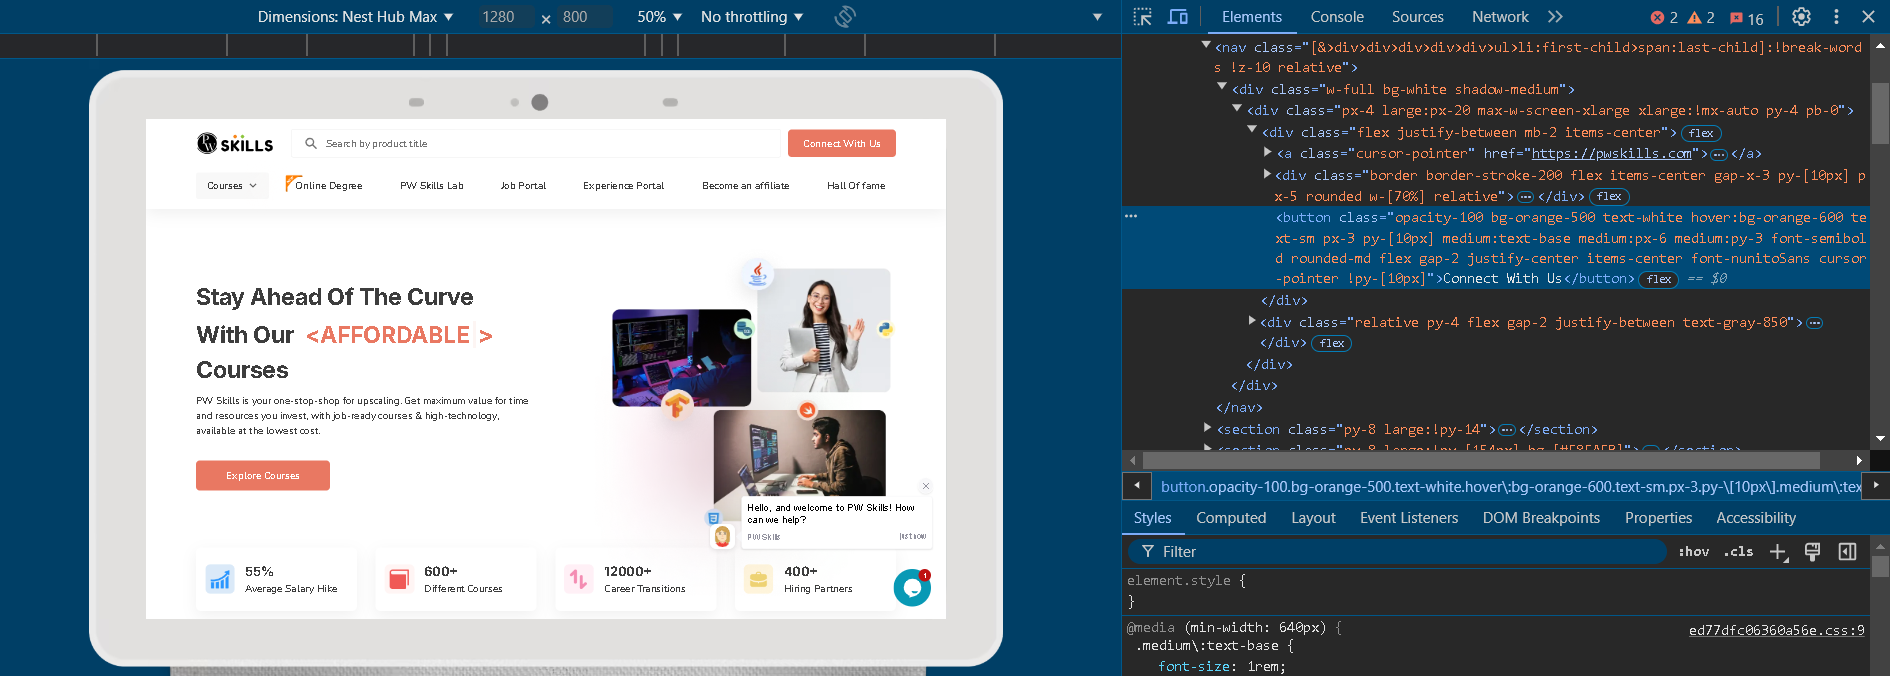 Dimensions: Nest Hub Max ▼ 1280 × 800 50% ▼ No throttling ▼
Elements Console Sources Network 2 2 16
PW SKILLS
Search by product title
Connect With Us
Courses Online Degree PW Skills Lab Job Portal Experience Portal Become an affiliate Hall Of fame
Stay Ahead Of The Curve
With Our <AFFORDABLE >
Courses
PW Skills is your one-stop-shop for upscaling. Get maximum value for time
and resources you invest, with job-ready courses & high-technology,
available at the lowest cost.
Explore Courses
Hello, and welcome to PW Skills! How
can we help?
PW Skills Just now
1
55%
Average Salary Hike
600+
Different Courses
12000+
Career Transitions
400+
Hiring Partners
<nav class="[&>div>div>div>div>div>ul>li:first-child>span:last-child]:!break-word
s !z-10 relative">
<div class="w-full bg-white shadow-medium">
<div class="px-4 large:px-20 max-w-screen-xlarge xlarge:!mx-auto py-4 pb-0">
<div class="flex justify-between mb-2 items-center"> flex
<a class="cursor-pointer" href="https://pwskills.com">…</a>
<div class="border border-stroke-200 flex items-center gap-x-3 py-[10px] p
x-5 rounded w-[70%] relative">…</div> flex
<button class="opacity-100 bg-orange-500 text-white hover:bg-orange-600 te
xt-sm px-3 py-[10px] medium:text-base medium:px-6 medium:py-3 font-semibol
d rounded-md flex gap-2 justify-center items-center font-nunitoSans cursor
-pointer !py-[10px]">Connect With Us</button> flex == $0
</div>
<div class="relative py-4 flex gap-2 justify-between text-gray-850">…
</div> flex
</div>
</div>
</nav>
<section class="py-8 large:!py-14">…</section>
button.opacity-100.bg-orange-500.text-white.hover\:bg-orange-600.text-sm.px-3.py-\[10px\].medium\:tex
Styles Computed Layout Event Listeners DOM Breakpoints Properties Accessibility
Filter :hov .cls
element.style {
}
@media (min-width: 640px) {
ed77dfc06360a56e.css:9
.medium\:text-base {
font-size: 1rem;